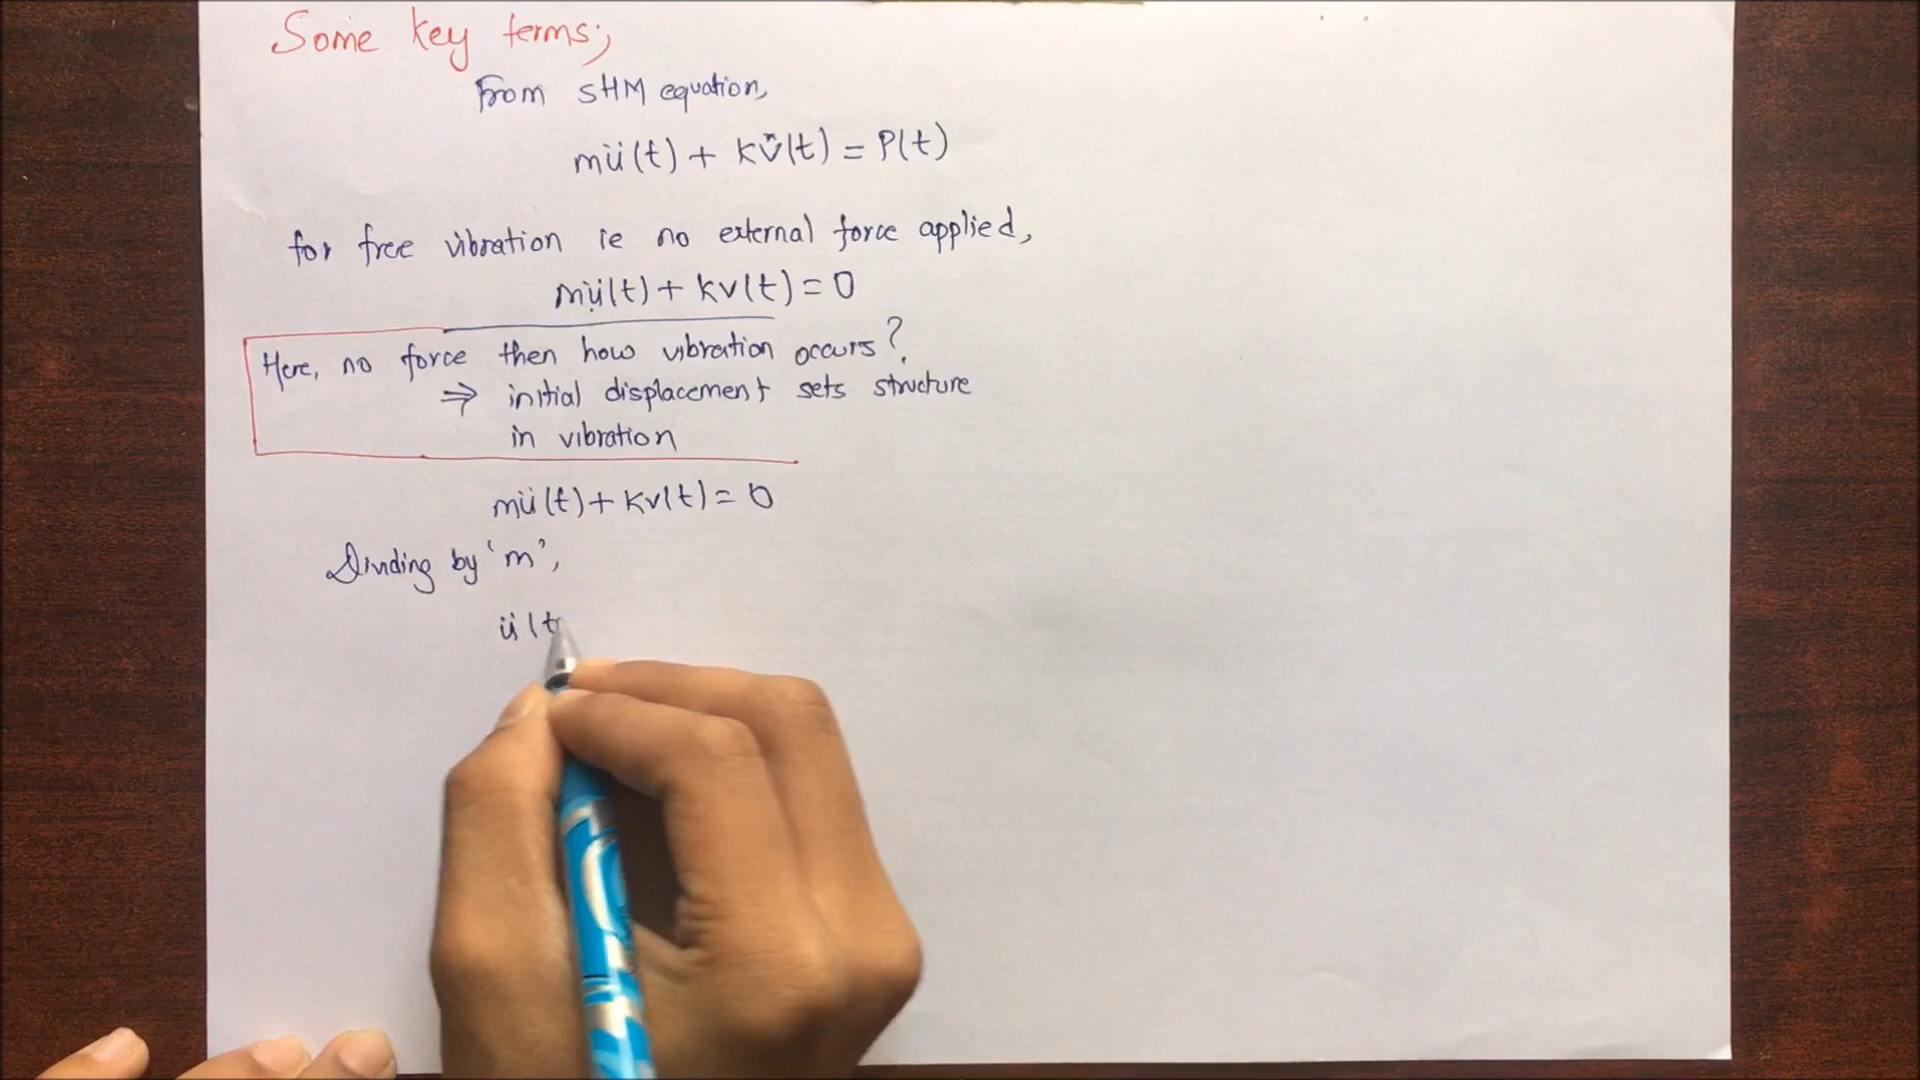 Some key terms;
From SHM equation,
mü(t) + kv̈(t) = P(t)
for free vibration ie no external force applied,
mü(t) + kv(t) = 0
Here, no force then how vibration occurs?
⇒ initial displacement sets structure
in vibration
mü(t) + kv(t) = 0
Dividing by 'm',
ü(t